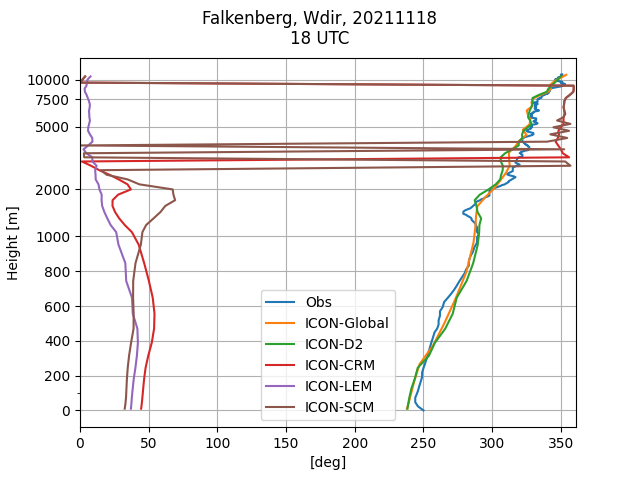 Falkenberg, Wdir, 20211118
18 UTC
Height [m]
10000
7500
5000
2000
1000
800
600
400
200
0
Obs
ICON-Global
ICON-D2
ICON-CRM
ICON-LEM
ICON-SCM
0 50 100 150 200 250 300 350
[deg]